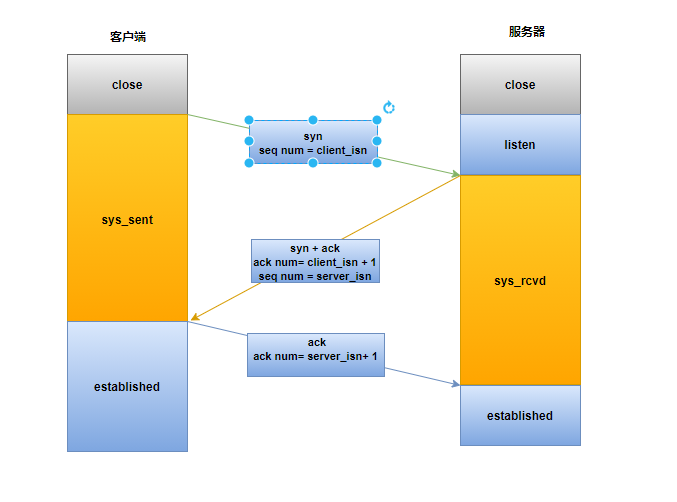 客户端
服务器
close
close
syn
seq num = client_isn
listen
sys_sent
syn + ack
ack num= client_isn + 1
seq num = server_isn
sys_rcvd
ack
ack num= server_isn+ 1
established
established